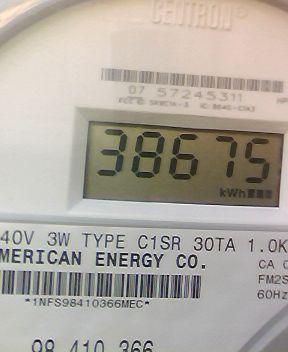 CENTRON®
07 57245311
38675
kWh
40V 3W TYPE C1SR 30TA 1.0K
MERICAN ENERGY CO.
CA 0
FM2S
60Hz
*1NFS98410366MEC*
98 410 366